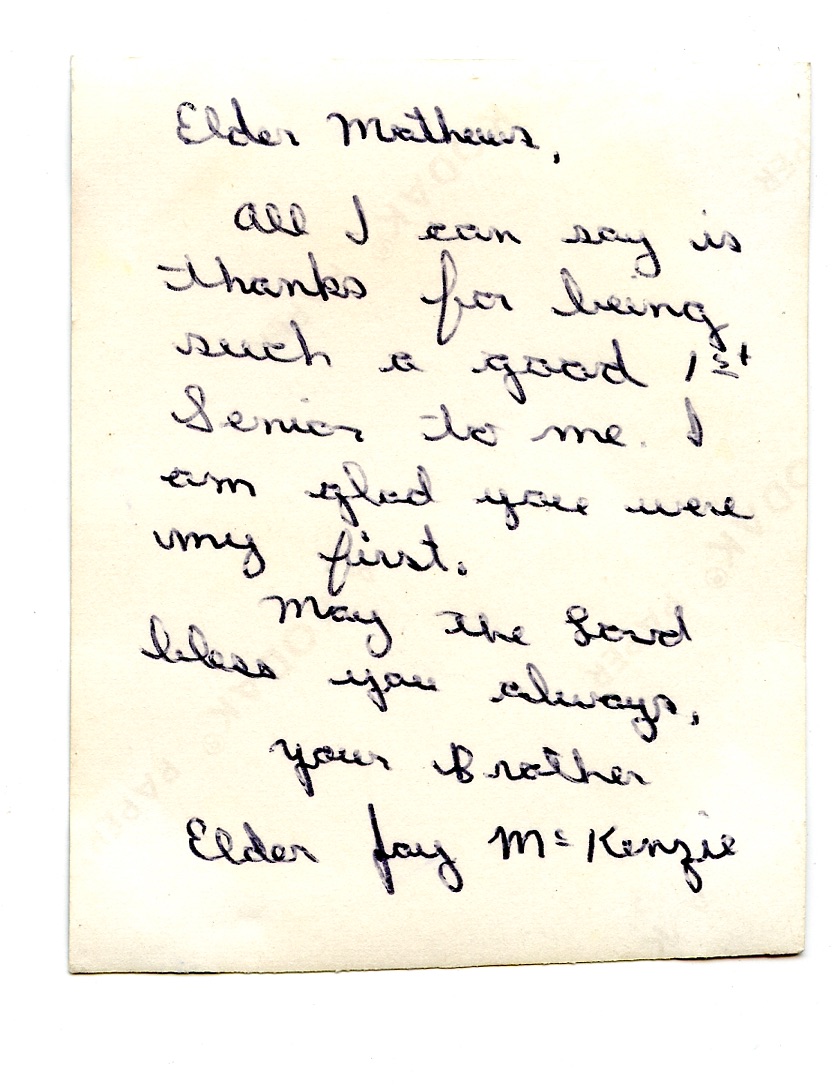 Elder Mathews,
All I can say is
thanks for being
such a good 1st
Senior to me. I
am glad you were
my first.
May the Lord
bless you always,
your Brother
Elder Jay McKenzie